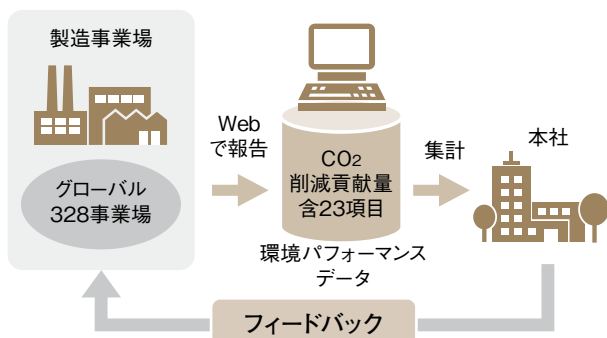 製造事業場
グローバル
328事業場
Web
で報告
CO2
削減貢献量
含23項目
環境パフォーマンス
データ
集計
本社
フィードバック